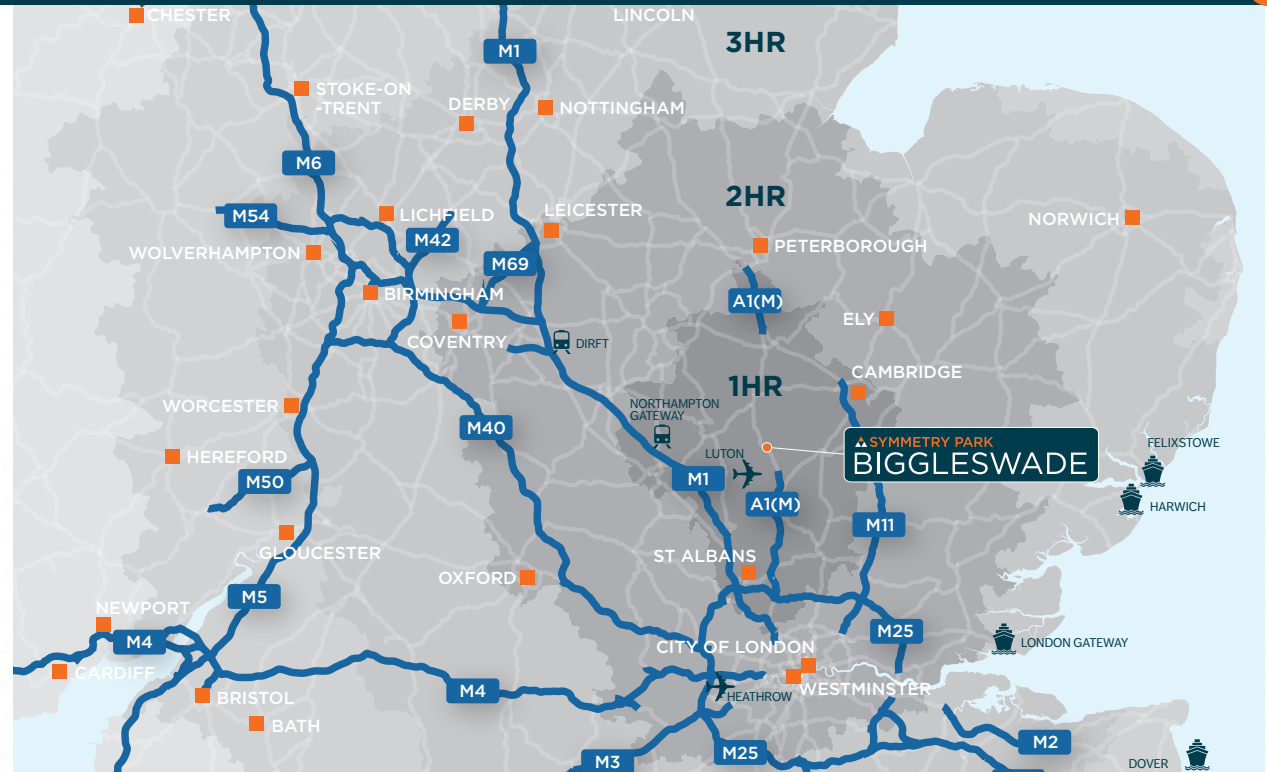 CHESTER
LINCOLN
3HR
M1
STOKE-ON
-TRENT
DERBY
NOTTINGHAM
M6
2HR
M54
LICHFIELD
LEICESTER
NORWICH
M42
WOLVERHAMPTON
PETERBOROUGH
M69
BIRMINGHAM
A1(M)
ELY
COVENTRY
DIRFT
CAMBRIDGE
1HR
WORCESTER
NORTHAMPTON
GATEWAY
M40
SYMMETRY PARK
BIGGLESWADE
FELIXSTOWE
HEREFORD
LUTON
M50
M1
A1(M)
HARWICH
M11
GLOUCESTER
ST ALBANS
OXFORD
M5
NEWPORT
M4
M25
CITY OF LONDON
LONDON GATEWAY
CARDIFF
M4
WESTMINSTER
HEATHROW
BRISTOL
BATH
M2
M3
M25
DOVER